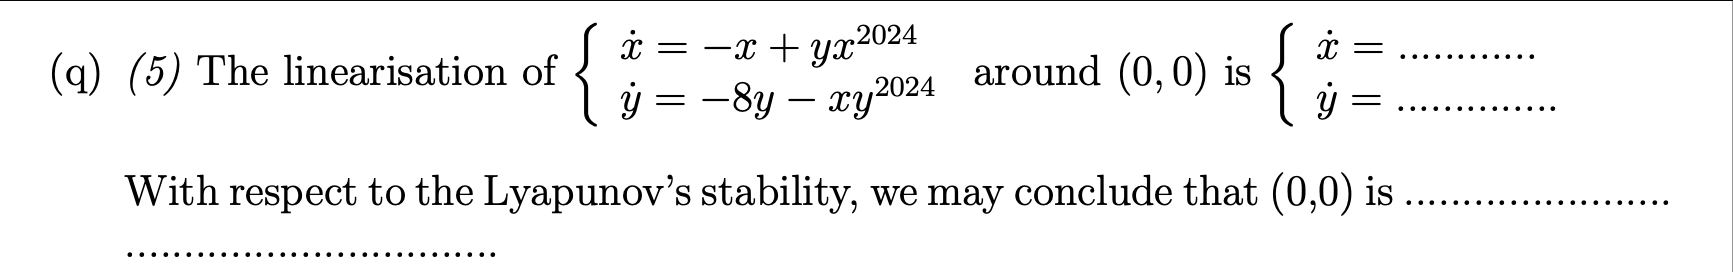 (q) (5) The linearisation of { ẋ = −x + yx^2024 around (0, 0) is { ẋ = ............
ẏ = −8y − xy^2024 ẏ = ..............
With respect to the Lyapunov's stability, we may conclude that (0,0) is .......................
................................